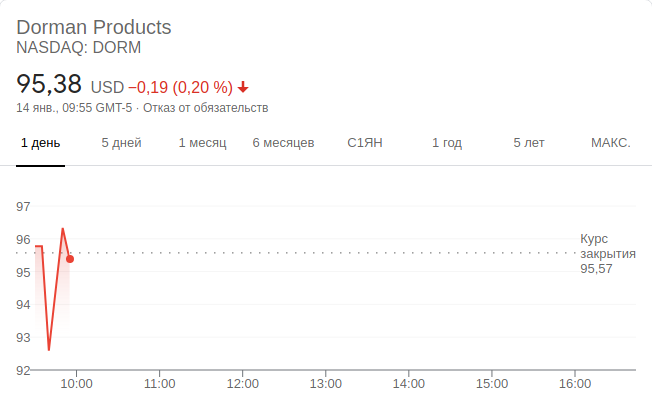 Dorman Products
NASDAQ: DORM
95,38 USD −0,19 (0,20 %)
14 янв., 09:55 GMT-5 · Отказ от обязательств
1 день 5 дней 1 месяц 6 месяцев С1ЯН 1 год 5 лет МАКС.
97
96
95
94
93
92
Курс
закрытия
95,57
10:00 11:00 12:00 13:00 14:00 15:00 16:00